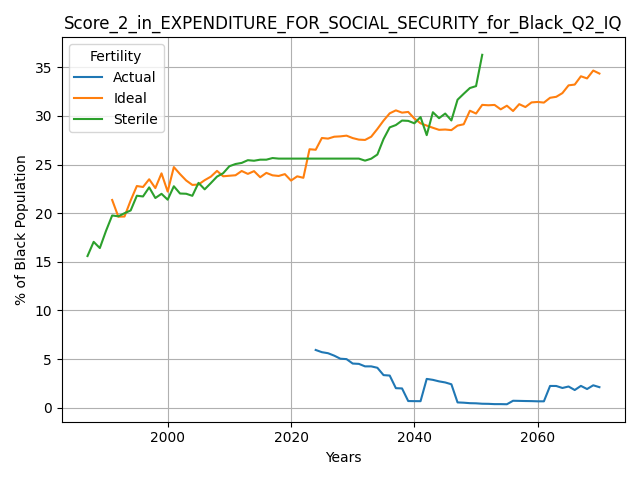 Score_2_in_EXPENDITURE_FOR_SOCIAL_SECURITY_for_Black_Q2_IQ
Fertility
Actual
Ideal
Sterile
% of Black Population
35
30
25
20
15
10
5
0
2000
2020
2040
2060
Years